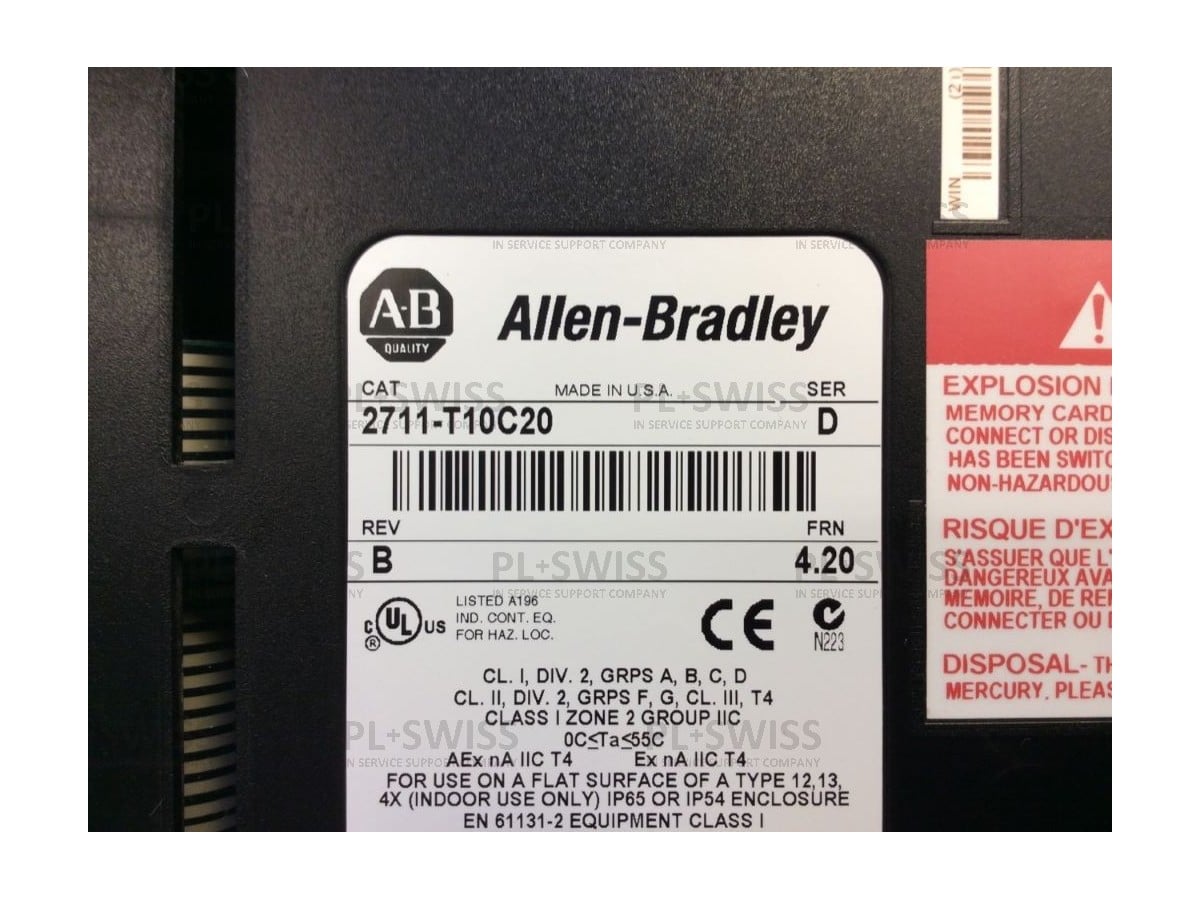 (21)
WIN
A·B
QUALITY
Allen-Bradley
CAT
MADE IN U.S.A.
SER
2711-T10C20
D
REV
FRN
B
4.20
C UL US
®
LISTED A196
IND. CONT. EQ.
FOR HAZ. LOC.
CE
N223
CL. I, DIV. 2, GRPS A, B, C, D
CL. II, DIV. 2, GRPS F, G, CL. III, T4
CLASS I ZONE 2 GROUP IIC
0C≤Ta≤55C
AEx nA IIC T4 Ex nA IIC T4
FOR USE ON A FLAT SURFACE OF A TYPE 12,13,
4X (INDOOR USE ONLY) IP65 OR IP54 ENCLOSURE
EN 61131-2 EQUIPMENT CLASS I
EXPLOSION
MEMORY CARD
CONNECT OR DIS
HAS BEEN SWITC
NON-HAZARDOU
RISQUE D'EX
S'ASSUER QUE L'
DANGEREUX AVA
MEMOIRE, DE
CONNECTER OU
DISPOSAL-
MERCURY. PLEAS
PL+SWISS
IN SERVICE SUPPORT COMPANY